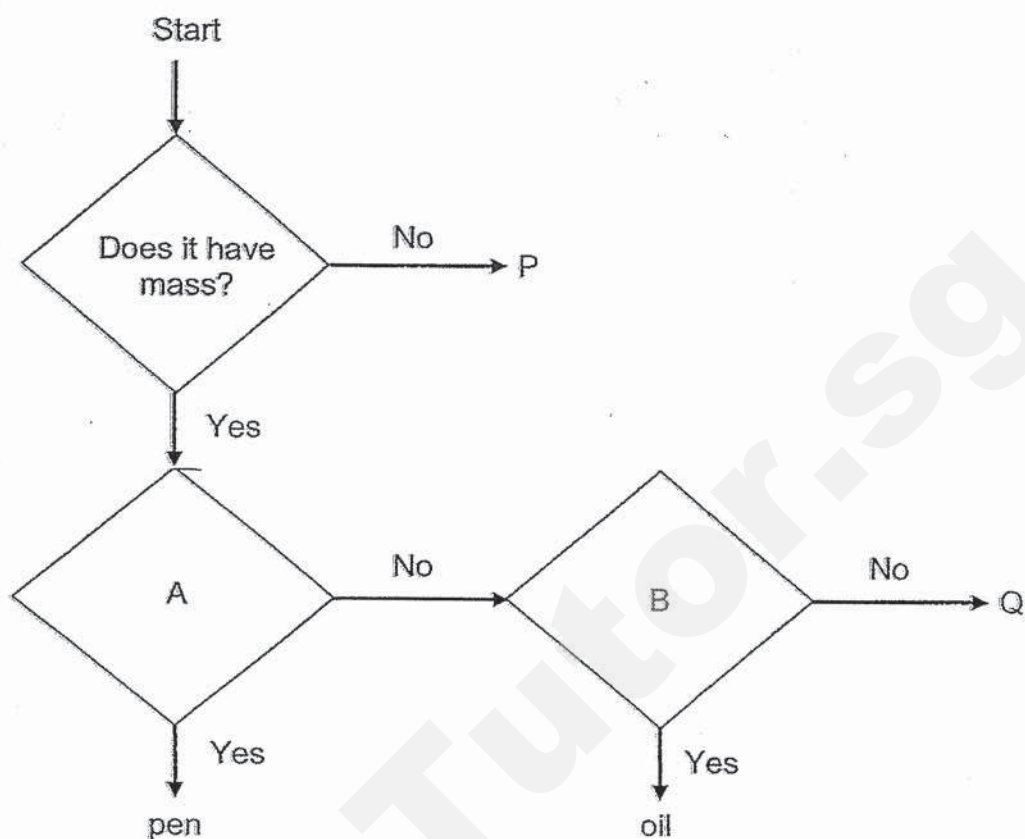 Start
Does it have
mass?
No
P
Yes
A
No
B
No
Q
Yes
pen
Yes
oil
Tutor.sg